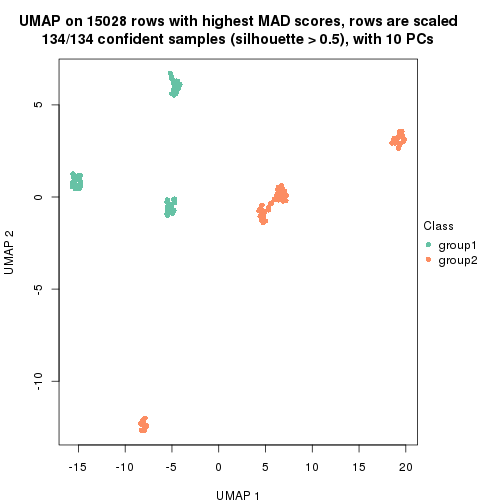 UMAP on 15028 rows with highest MAD scores, rows are scaled
134/134 confident samples (silhouette > 0.5), with 10 PCs
5
0
-5
-10
UMAP 2
-15
-10
-5
0
5
10
15
20
UMAP 1
Class
group1
group2